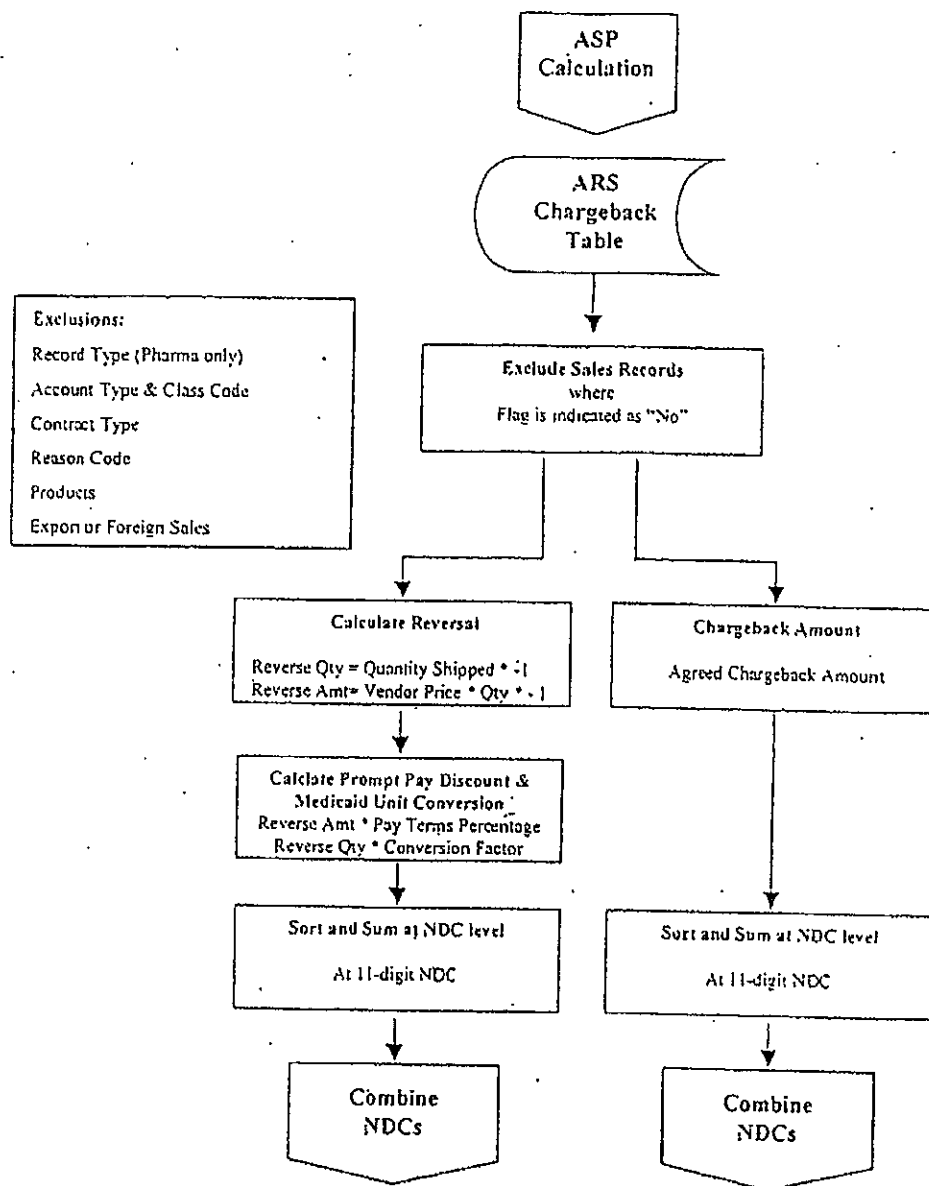 ASP
Calculation
ARS
Chargeback
Table
Exclusions:
Record Type (Pharma only)
Account Type & Class Code
Contract Type
Reason Code
Products
Export or Foreign Sales
Exclude Sales Records
where
Flag is indicated as "No"
Calculate Reversal
Reverse Qty = Quantity Shipped * -1
Reverse Amt= Vendor Price * Qty * -1
Chargeback Amount
Agreed Chargeback Amount
Calclate Prompt Pay Discount &
Medicaid Unit Conversion
Reverse Amt * Pay Terms Percentage
Reverse Qty * Conversion Factor
Sort and Sum at NDC level
At 11-digit NDC
Sort and Sum at NDC level
At 11-digit NDC
Combine
NDCs
Combine
NDCs